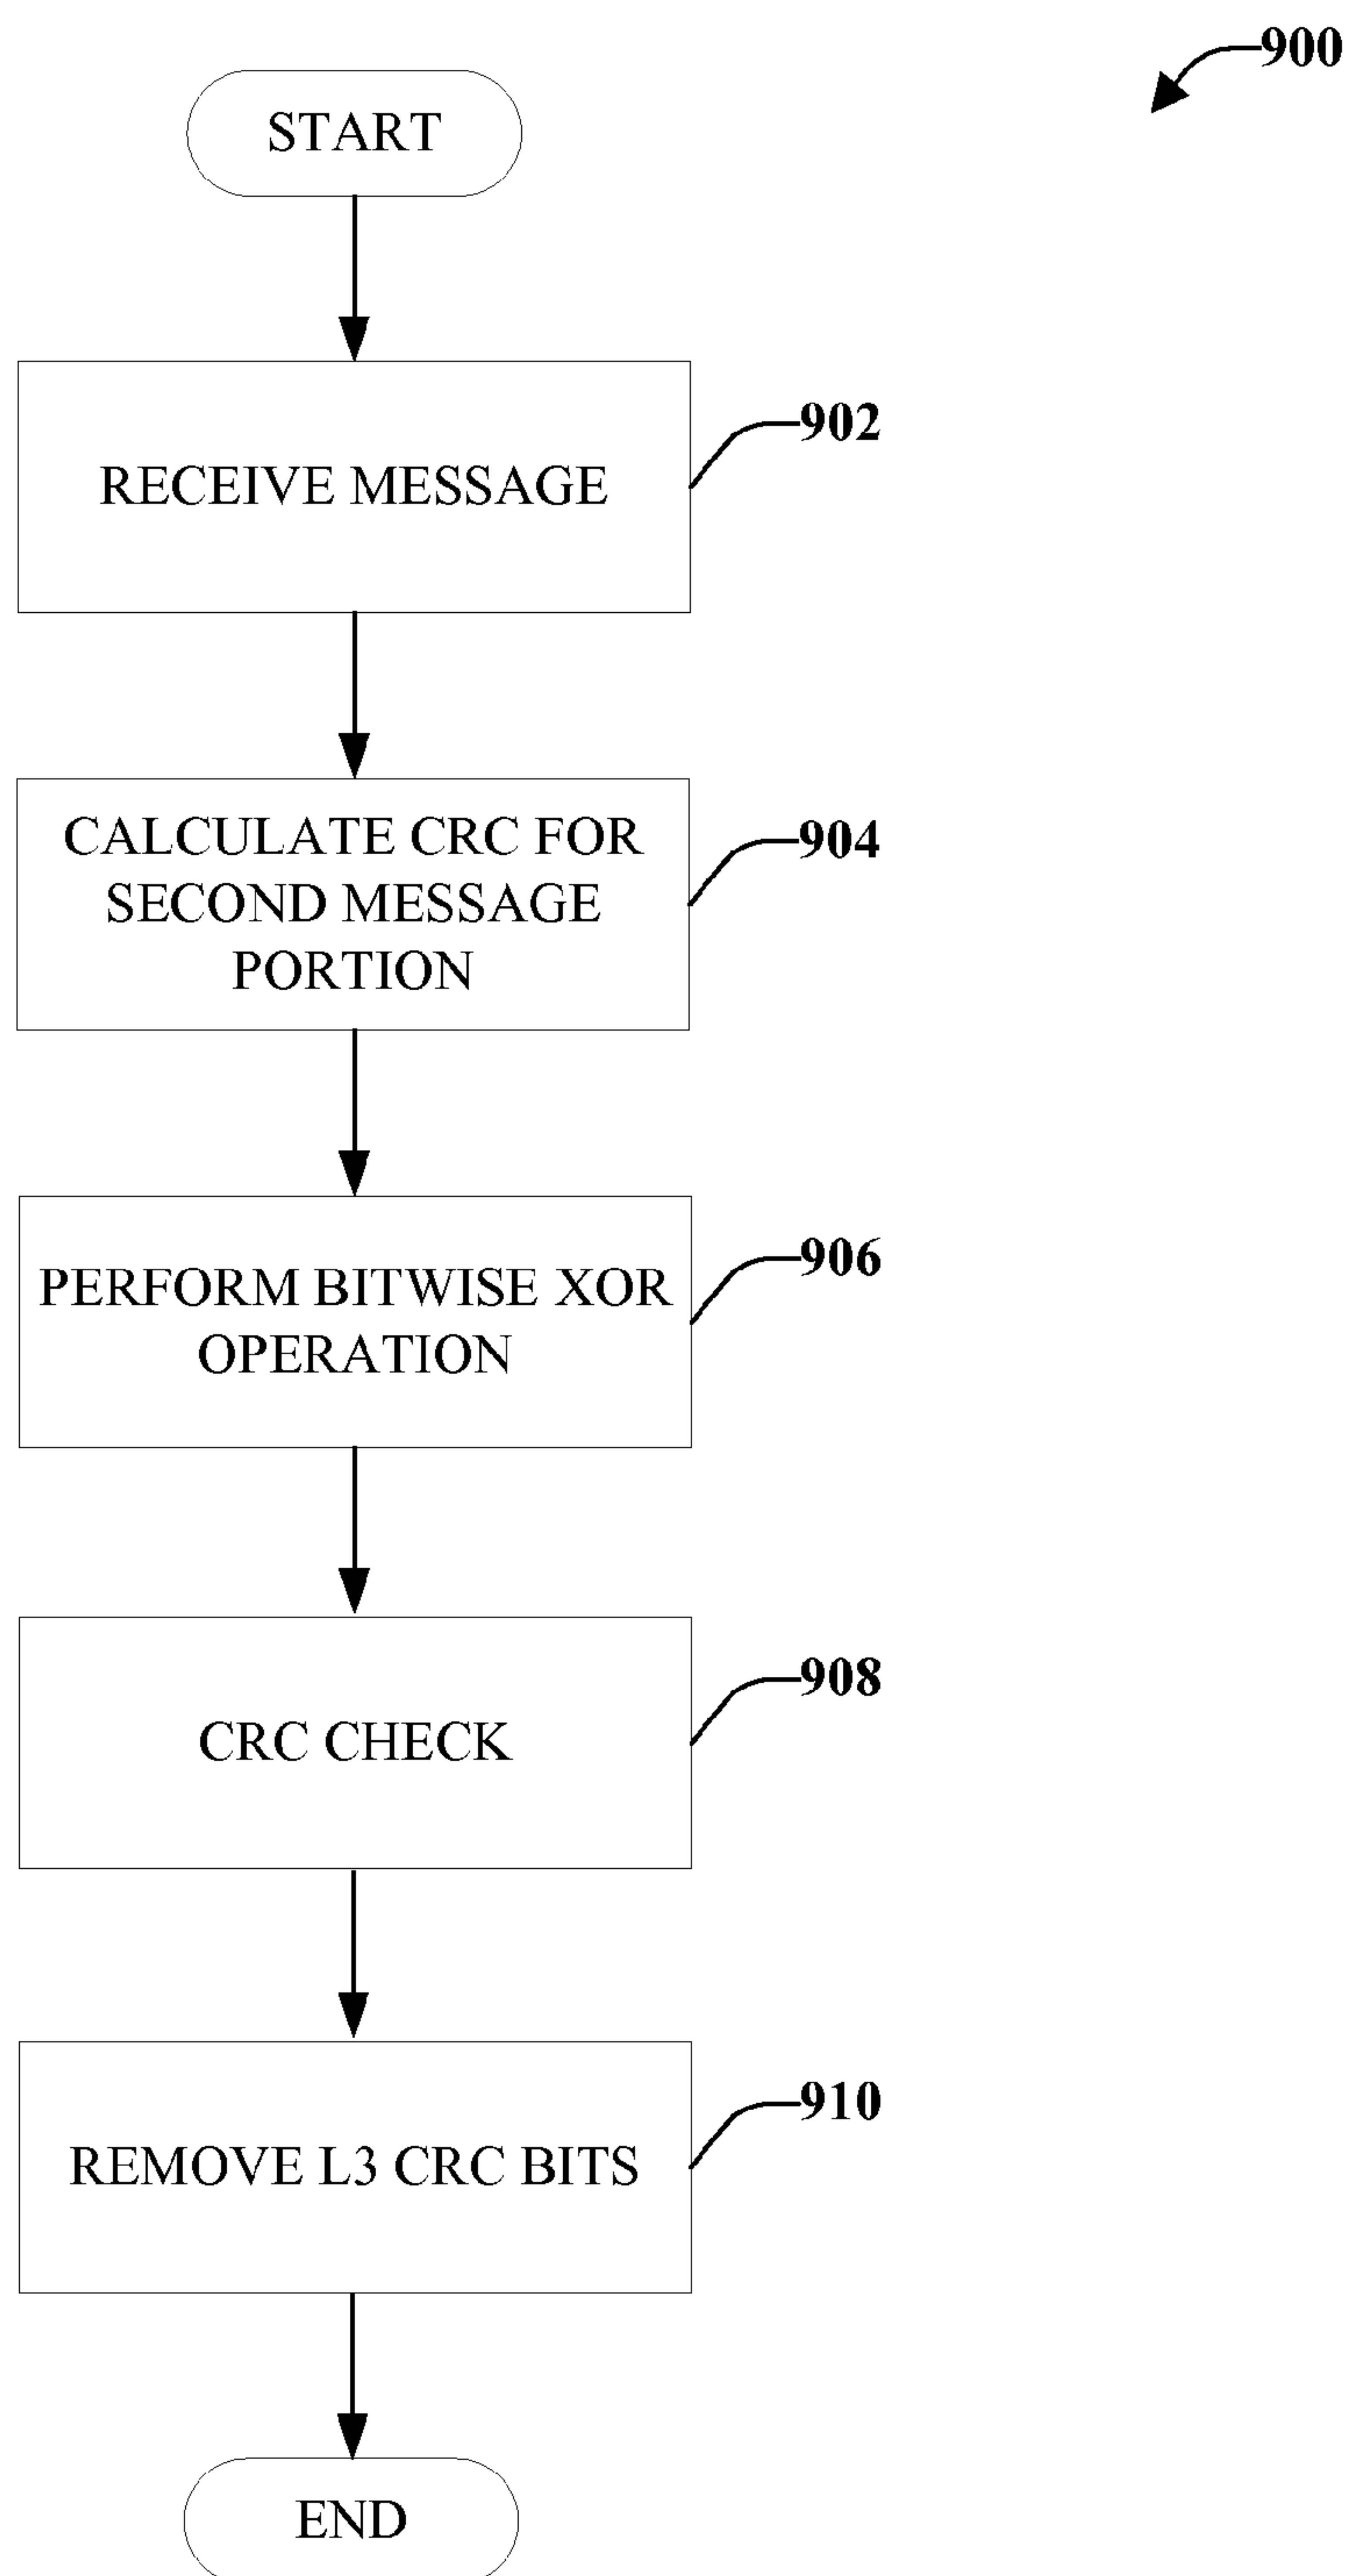 900
START
RECEIVE MESSAGE
902
CALCULATE CRC FOR
SECOND MESSAGE
PORTION
904
PERFORM BITWISE XOR
OPERATION
906
CRC CHECK
908
REMOVE L3 CRC BITS
910
END